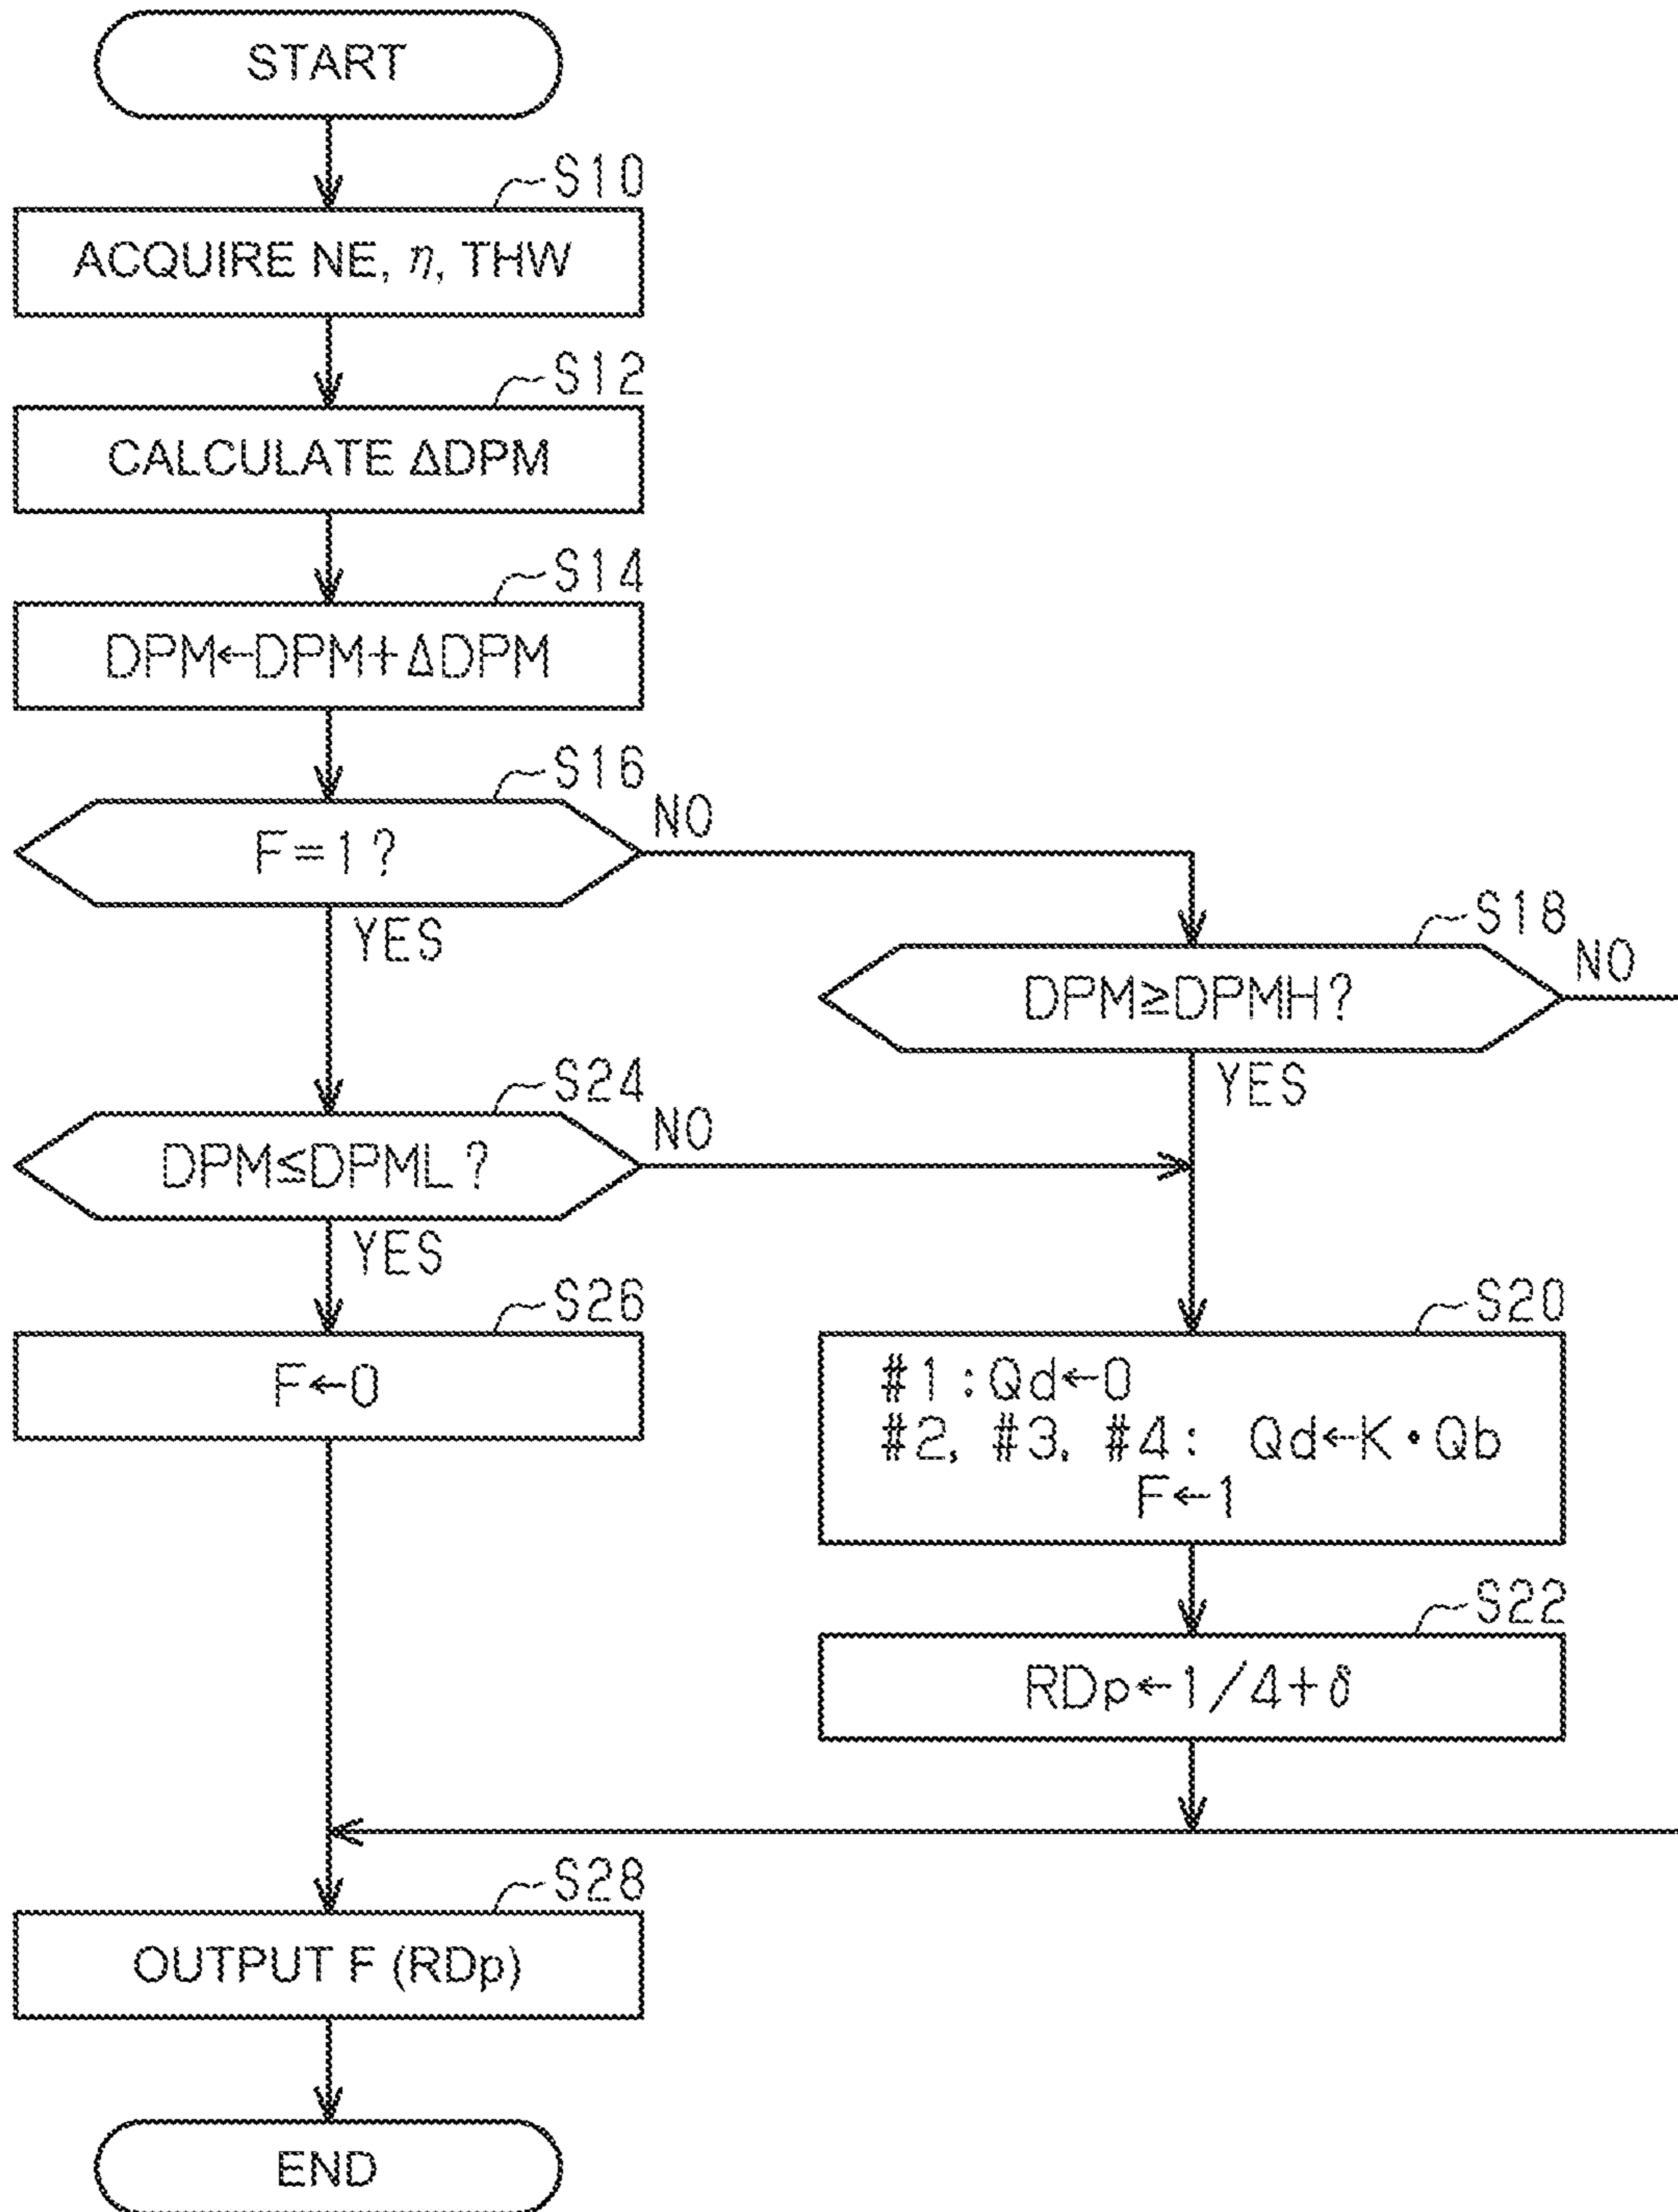 START
S10
ACQUIRE NE, η, THW
S12
CALCULATE ΔDPM
S14
DPM←DPM+ΔDPM
S16
F=1?
NO
YES
S18
DPM≥DPMH?
NO
YES
S24
DPM≦DPML?
NO
YES
S26
F←0
S20
#1:Qd←0
#2, #3, #4: Qd←K・Qb
F←1
S22
RDp←1/4+δ
S28
OUTPUT F (RDp)
END